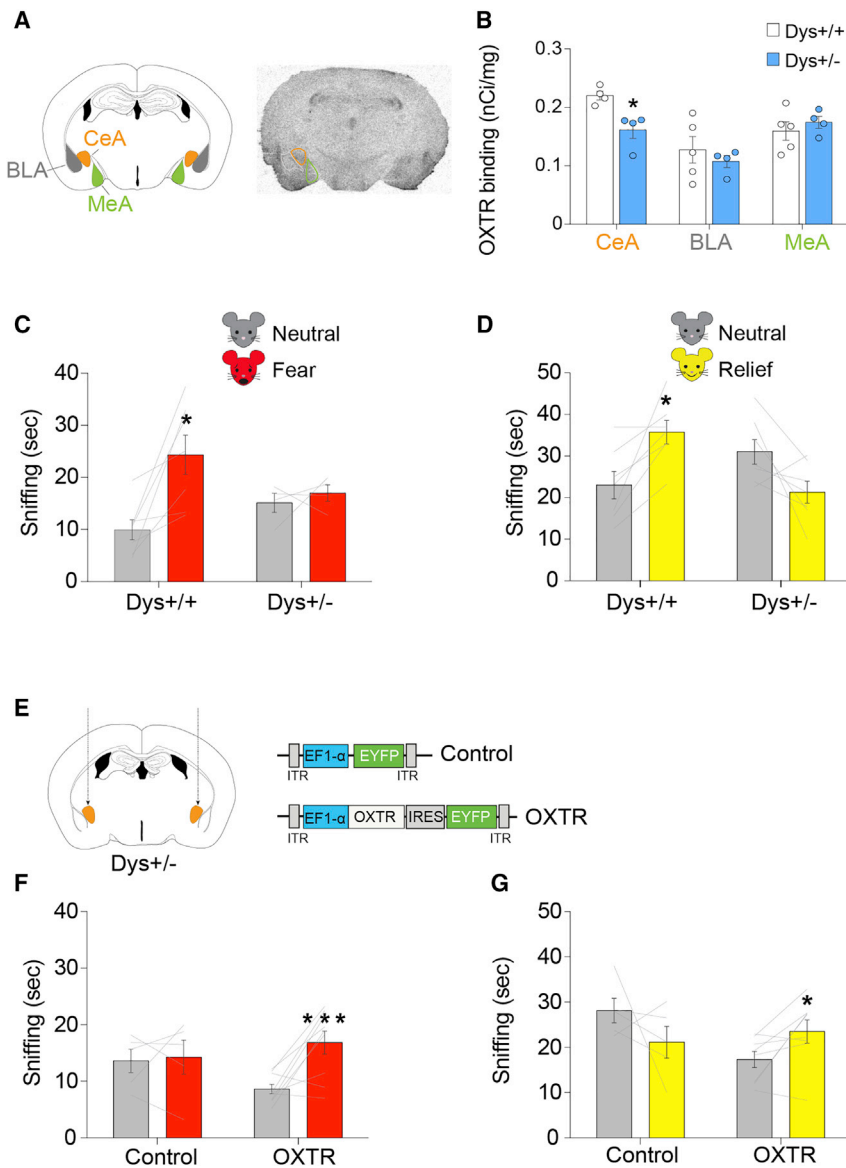 A
CeA
BLA
MeA
B
Dys+/+
Dys+/-
OXTR binding (nCi/mg)
0.3
0.2
0.1
0
*
CeA BLA MeA
C
Neutral
Fear
Sniffing (sec)
40
30
20
10
0
*
Dys+/+ Dys+/-
D
Neutral
Relief
Sniffing (sec)
50
40
30
20
10
0
*
Dys+/+ Dys+/-
E
Dys+/-
EF1-α EYFP Control
ITR ITR
EF1-α OXTR IRES EYFP OXTR
ITR ITR
F
Sniffing (sec)
40
30
20
10
0
***
Control OXTR
G
Sniffing (sec)
50
40
30
20
10
0
*
Control OXTR